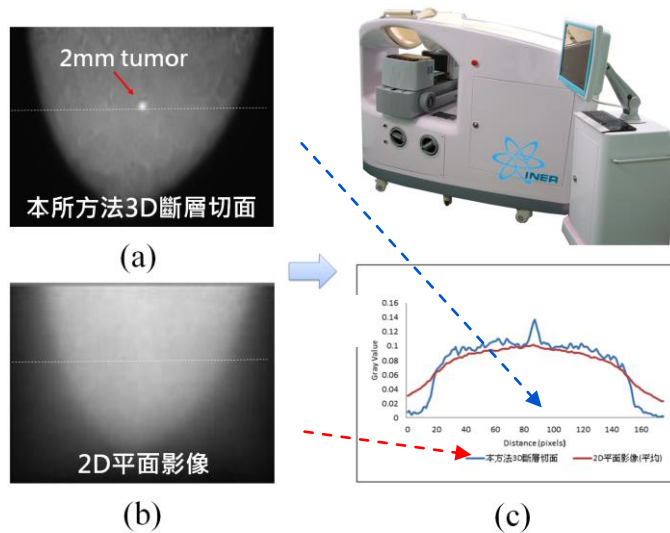 2mm tumor
本所方法3D斷層切面
(a)
INER
2D平面影像
(b)
0.16
0.14
0.12
0.1
0.08
0.06
0.04
0.02
0
Gray Value
0 20 40 60 80 100 120 140 160
Distance (pixels)
本方法3D斷層切面 2D平面影像(平均)
(c)